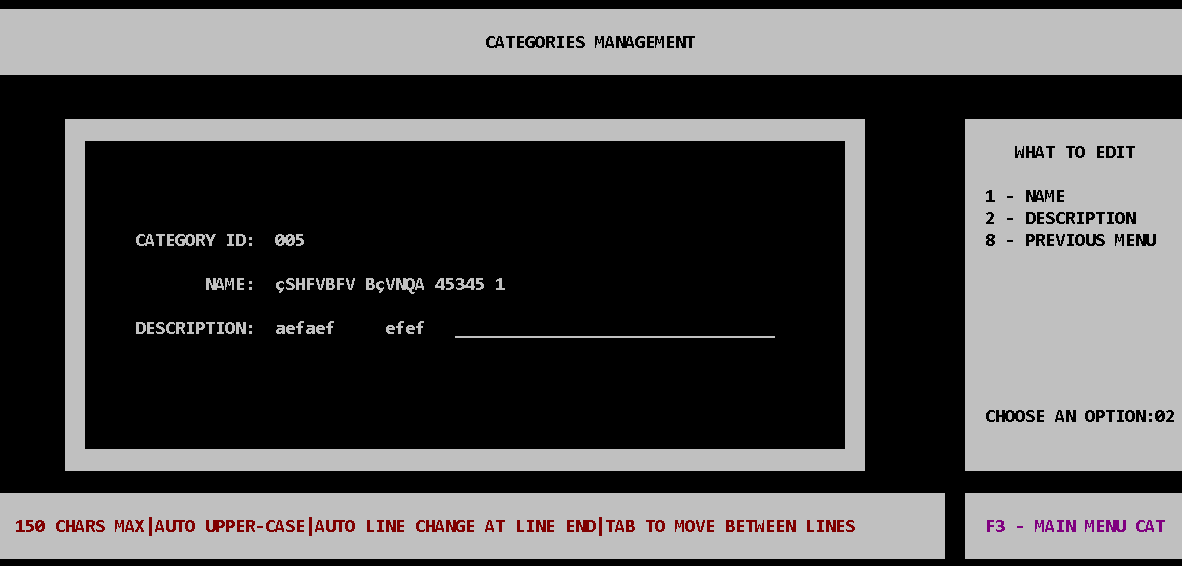 CATEGORIES MANAGEMENT
WHAT TO EDIT
1 - NAME
2 - DESCRIPTION
8 - PREVIOUS MENU
CATEGORY ID: 005
NAME: çSHFVBFV BçVNQA 45345 1
DESCRIPTION: aefaef efef
CHOOSE AN OPTION:02
150 CHARS MAX|AUTO UPPER-CASE|AUTO LINE CHANGE AT LINE END|TAB TO MOVE BETWEEN LINES
F3 - MAIN MENU CAT